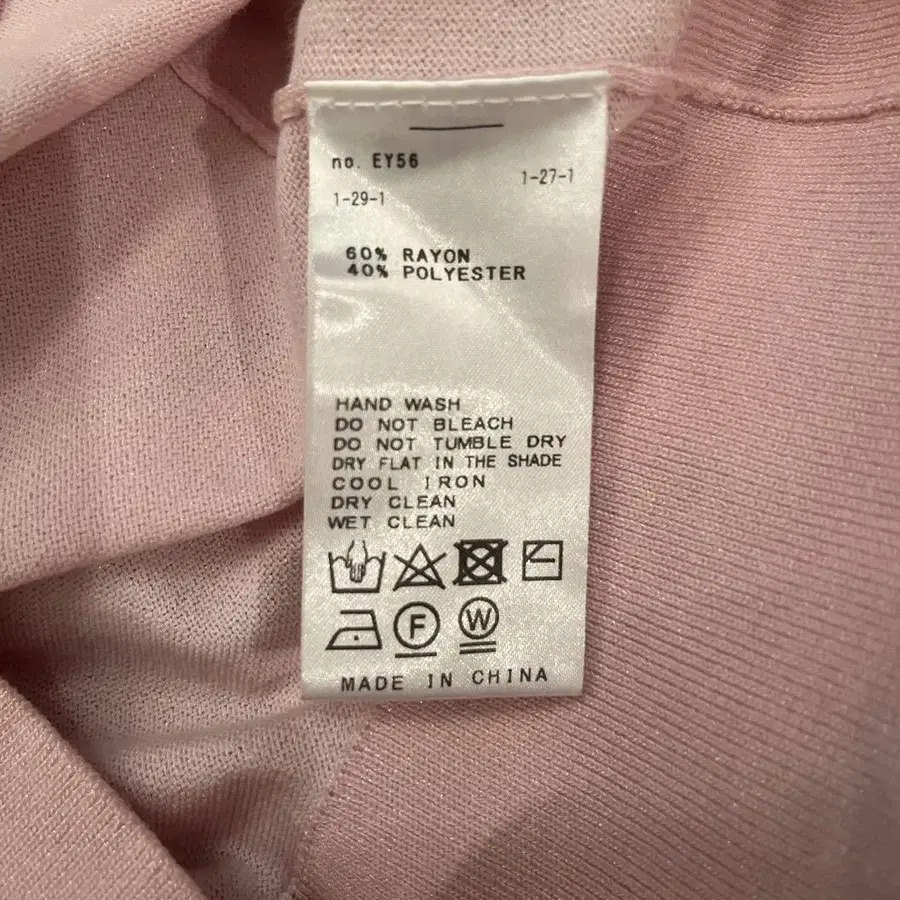 no. EY56
1-27-1
1-29-1
60% RAYON
40% POLYESTER
HAND WASH
DO NOT BLEACH
DO NOT TUMBLE DRY
DRY FLAT IN THE SHADE
COOL IRON
DRY CLEAN
WET CLEAN
F W
MADE IN CHINA